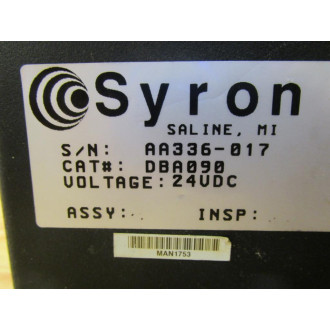 Syron
SALINE, MI
S/N: AA336-017
CAT#: DBA090
VOLTAGE: 24VDC
ASSY: INSP:
MAN1753